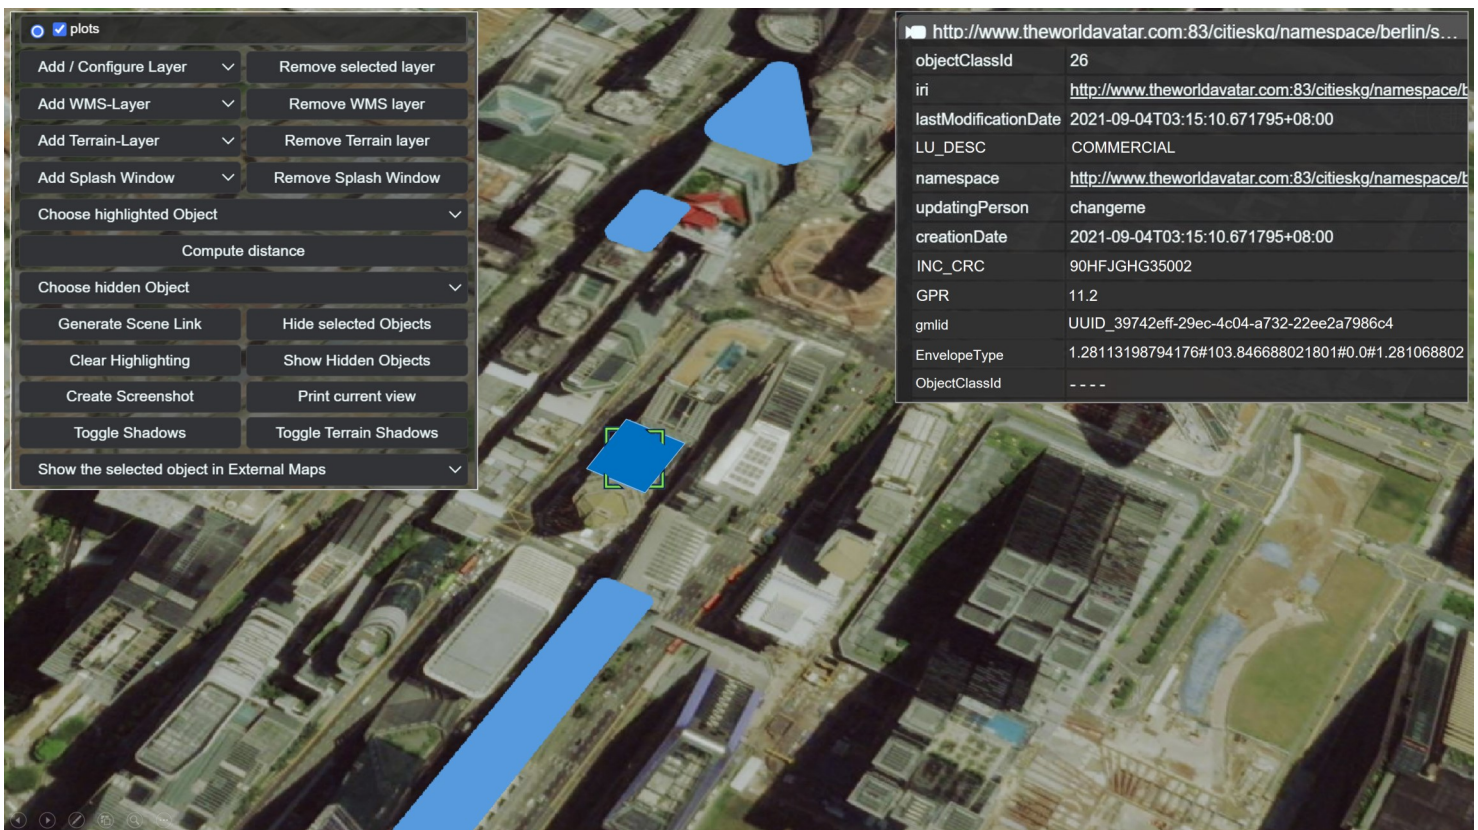 plots
Add / Configure Layer
Remove selected layer
Add WMS-Layer
Remove WMS layer
Add Terrain-Layer
Remove Terrain layer
Add Splash Window
Remove Splash Window
Choose highlighted Object
Compute distance
Choose hidden Object
Generate Scene Link
Hide selected Objects
Clear Highlighting
Show Hidden Objects
Create Screenshot
Print current view
Toggle Shadows
Toggle Terrain Shadows
Show the selected object in External Maps
http://www.theworldavatar.com:83/citieskg/namespace/berlin/s...
objectClassId 26
iri http://www.theworldavatar.com:83/citieskg/namespace/b
lastModificationDate 2021-09-04T03:15:10.671795+08:00
LU_DESC COMMERCIAL
namespace http://www.theworldavatar.com:83/citieskg/namespace/b
updatingPerson changeme
creationDate 2021-09-04T03:15:10.671795+08:00
INC_CRC 90HFJGHG35002
GPR 11.2
gmlid UUID_39742eff-29ec-4c04-a732-22ee2a7986c4
EnvelopeType 1.28113198794176#103.846688021801#0.0#1.281068802
ObjectClassId - - - -